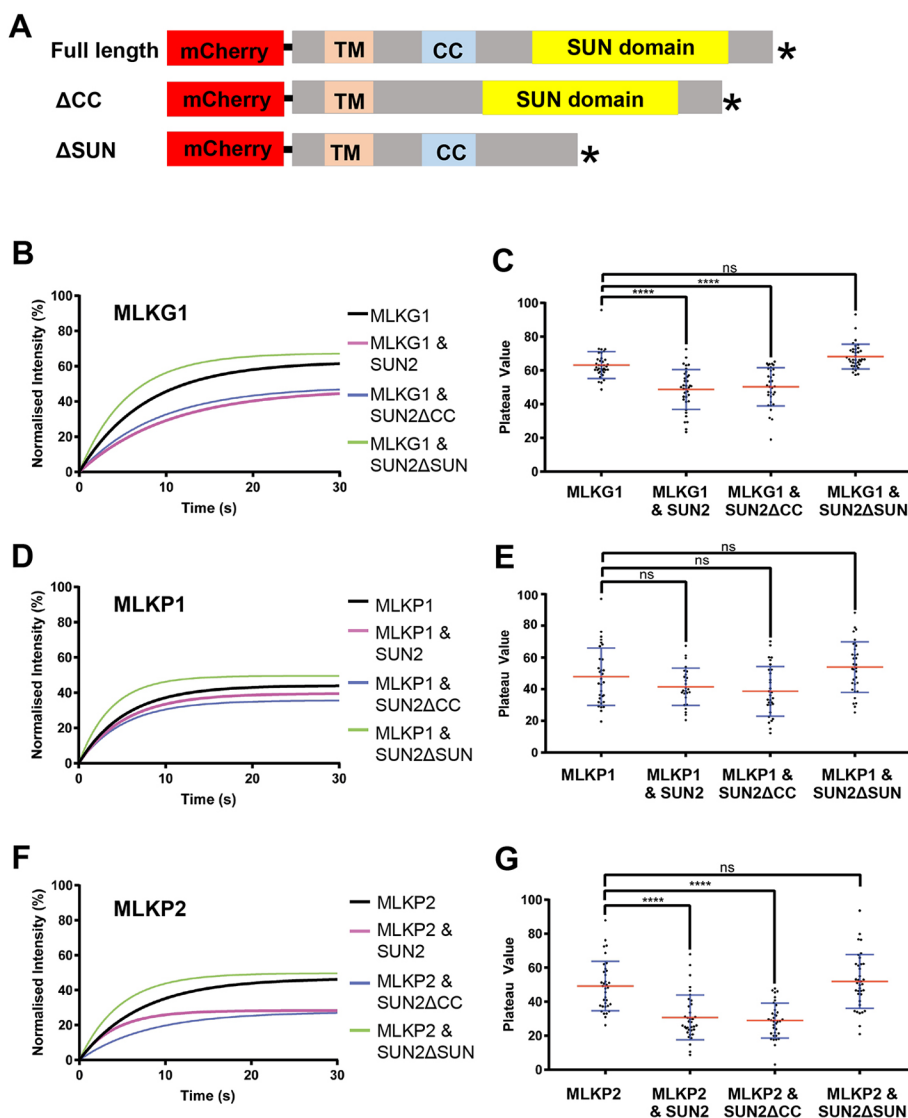 A
Full length mCherry TM CC SUN domain *
ΔCC mCherry TM SUN domain *
ΔSUN mCherry TM CC *
B
MLKG1
Normalised Intensity (%)
100
80
60
40
20
0
0 10 20 30
Time (s)
MLKG1
MLKG1 &
SUN2
MLKG1 &
SUN2ΔCC
MLKG1 &
SUN2ΔSUN
C
ns
****
****
Plateau Value
100
80
60
40
20
0
MLKG1
MLKG1
& SUN2
MLKG1 &
SUN2ΔCC
MLKG1 &
SUN2ΔSUN
D
MLKP1
Normalised Intensity (%)
100
80
60
40
20
0
0 10 20 30
Time (s)
MLKP1
MLKP1 &
SUN2
MLKP1 &
SUN2ΔCC
MLKP1 &
SUN2ΔSUN
E
ns
ns
ns
Plateau Value
100
80
60
40
20
0
MLKP1
MLKP1
& SUN2
MLKP1 &
SUN2ΔCC
MLKP1 &
SUN2ΔSUN
F
MLKP2
Normalised Intensity (%)
100
80
60
40
20
0
0 10 20 30
Time (s)
MLKP2
MLKP2 &
SUN2
MLKP2 &
SUN2ΔCC
MLKP2 &
SUN2ΔSUN
G
ns
****
****
Plateau Value
100
80
60
40
20
0
MLKP2
MLKP2
& SUN2
MLKP2 &
SUN2ΔCC
MLKP2 &
SUN2ΔSUN